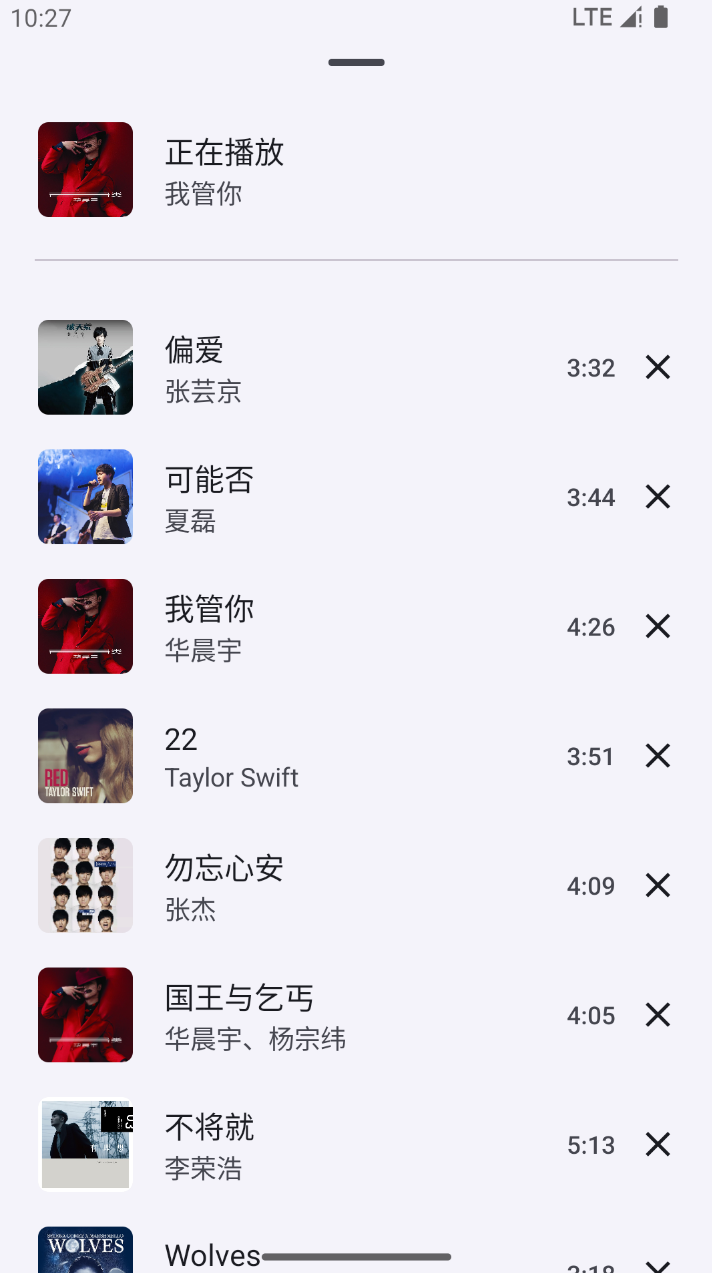 10:27 LTE
正在播放
我管你
偏爱
张芸京
3:32
可能否
夏磊
3:44
我管你
华晨宇
4:26
22
Taylor Swift
3:51
RED
TAYLOR SWIFT
勿忘心安
张杰
4:09
国王与乞丐
华晨宇、杨宗纬
4:05
不将就
李荣浩
5:13
Wolves
WOLVES